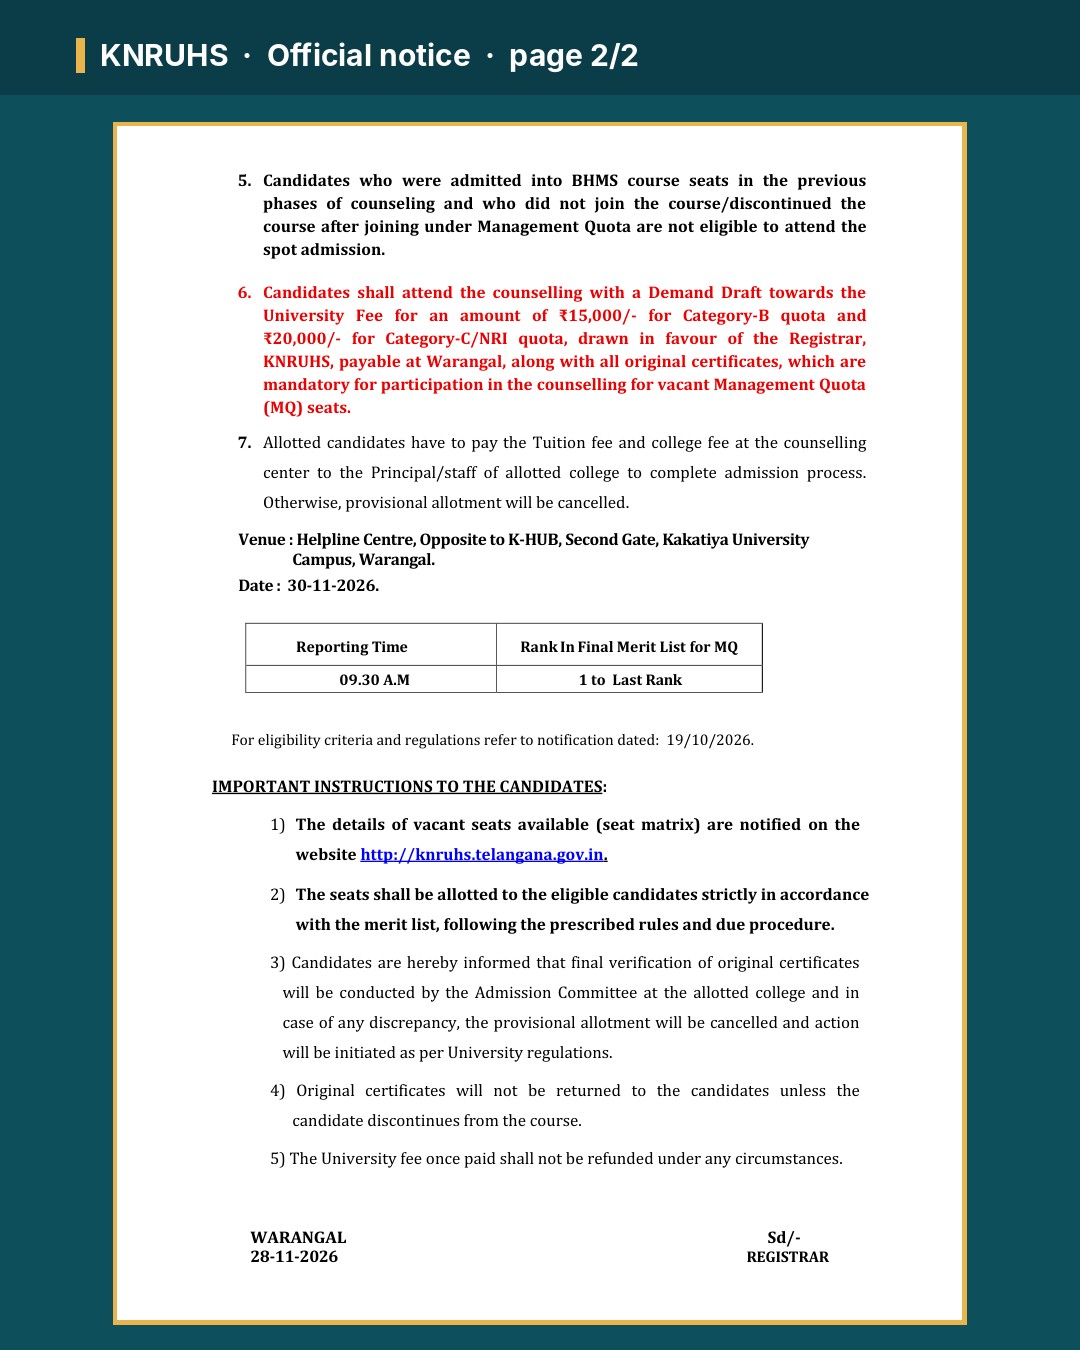 KNRUHS · Official notice · page 2/2
5. Candidates who were admitted into BHMS course seats in the previous
phases of counseling and who did not join the course/discontinued the
course after joining under Management Quota are not eligible to attend the
spot admission.
6. Candidates shall attend the counselling with a Demand Draft towards the
University Fee for an amount of ₹15,000/- for Category-B quota and
₹20,000/- for Category-C/NRI quota, drawn in favour of the Registrar,
KNRUHS, payable at Warangal, along with all original certificates, which are
mandatory for participation in the counselling for vacant Management Quota
(MQ) seats.
7. Allotted candidates have to pay the Tuition fee and college fee at the counselling
center to the Principal/staff of allotted college to complete admission process.
Otherwise, provisional allotment will be cancelled.
Venue : Helpline Centre, Opposite to K-HUB, Second Gate, Kakatiya University
Campus, Warangal.
Date : 30-11-2026.
Reporting Time Rank In Final Merit List for MQ
09.30 A.M 1 to Last Rank
For eligibility criteria and regulations refer to notification dated: 19/10/2026.
IMPORTANT INSTRUCTIONS TO THE CANDIDATES:
1) The details of vacant seats available (seat matrix) are notified on the
website http://knruhs.telangana.gov.in.
2) The seats shall be allotted to the eligible candidates strictly in accordance
with the merit list, following the prescribed rules and due procedure.
3) Candidates are hereby informed that final verification of original certificates
will be conducted by the Admission Committee at the allotted college and in
case of any discrepancy, the provisional allotment will be cancelled and action
will be initiated as per University regulations.
4) Original certificates will not be returned to the candidates unless the
candidate discontinues from the course.
5) The University fee once paid shall not be refunded under any circumstances.
WARANGAL Sd/-
28-11-2026 REGISTRAR